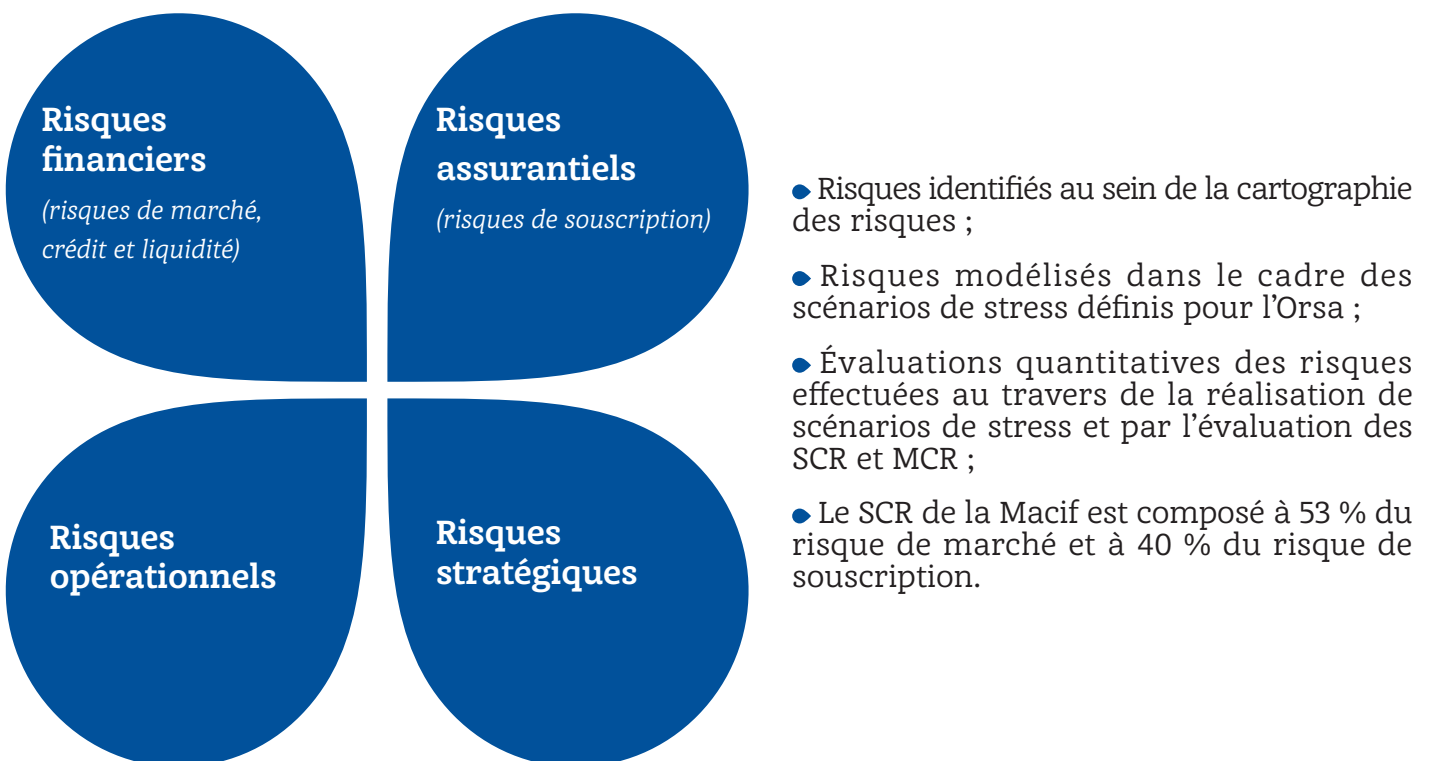 Risques
financiers
(risques de marché,
crédit et liquidité)
Risques
assurantiels
(risques de souscription)
Risques
opérationnels
Risques
stratégiques
Risques identifiés au sein de la cartographie
des risques ;
Risques modélisés dans le cadre des
scénarios de stress définis pour l’Orsa ;
Évaluations quantitatives des risques
effectuées au travers de la réalisation de
scénarios de stress et par l’évaluation des
SCR et MCR ;
Le SCR de la Macif est composé à 53 % du
risque de marché et à 40 % du risque de
souscription.